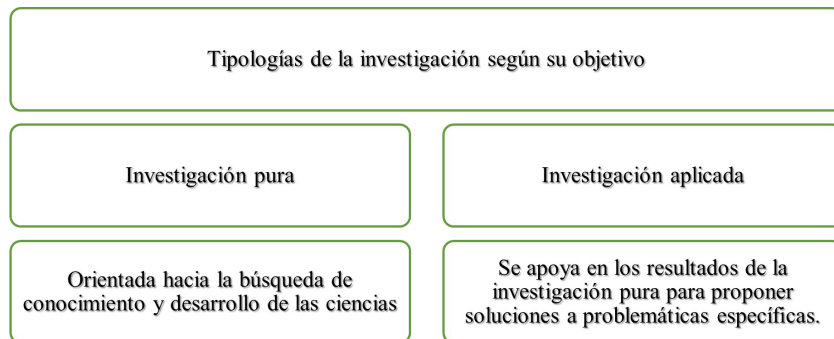 Tipologías de la investigación según su objetivo
Investigación pura
Investigación aplicada
Orientada hacia la búsqueda de
conocimiento y desarrollo de las ciencias
Se apoya en los resultados de la
investigación pura para proponer
soluciones a problemáticas específicas.